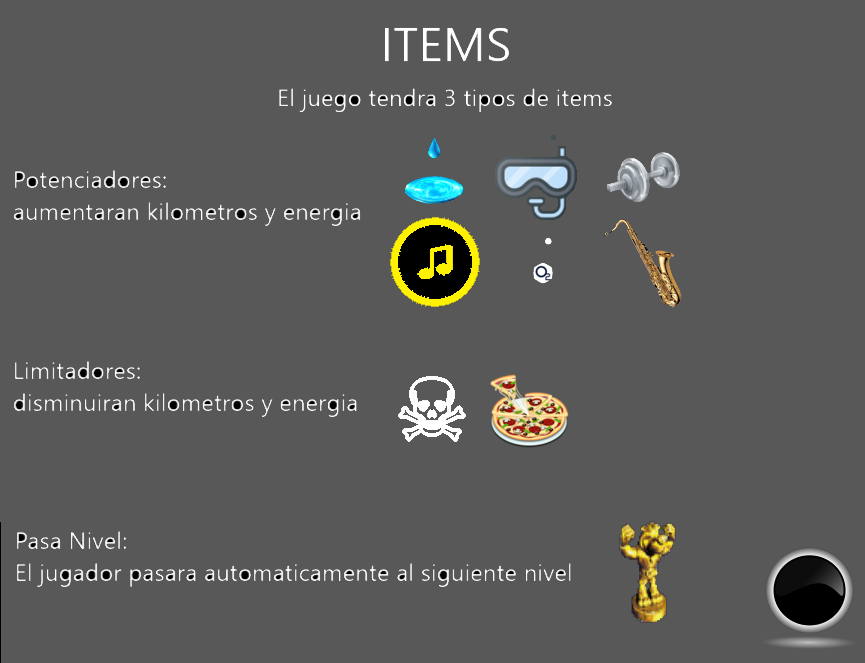 ITEMS
El juego tendra 3 tipos de items
Potenciadores:
aumentaran kilometros y energia
O2
Limitadores:
disminuiran kilometros y energia
Pasa Nivel:
El jugador pasara automaticamente al siguiente nivel